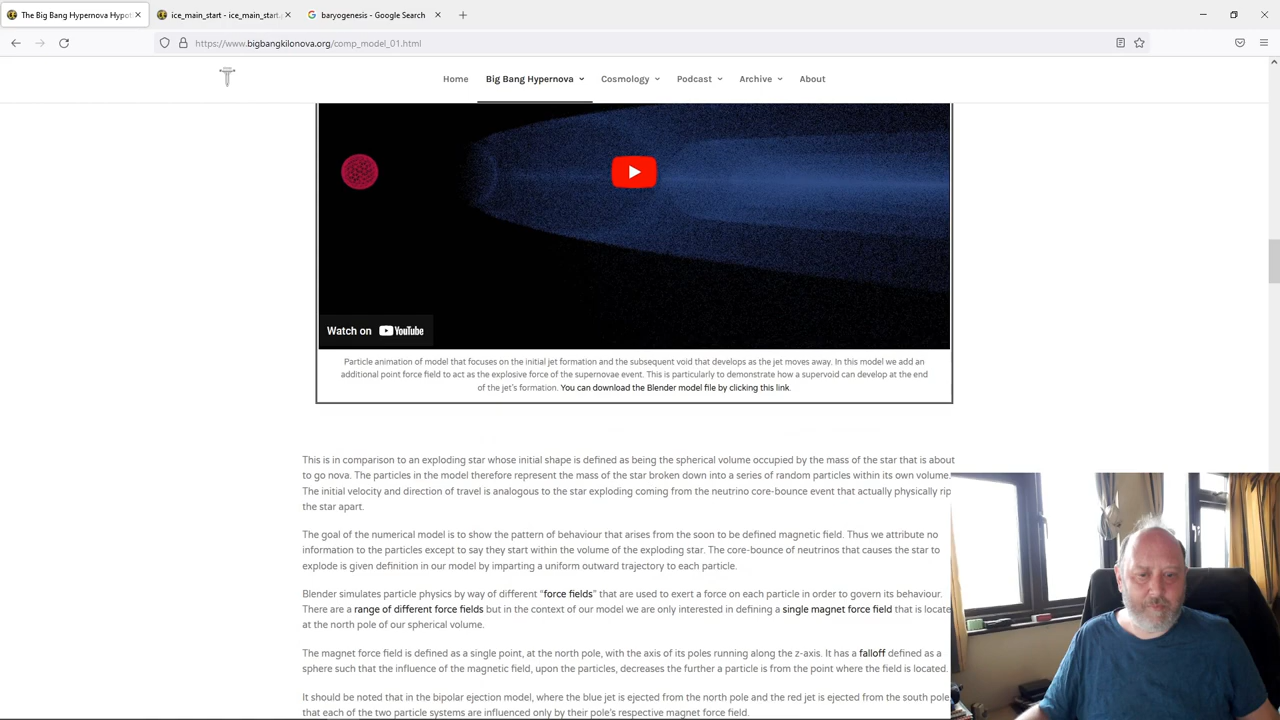 The Big Bang Hypernova Hypot
ice_main_start - ice_main_start.
baryogenesis - Google Search
https://www.bigbangkilonova.org/comp_model_01.html
Home
Big Bang Hypernova
Cosmology
Podcast
Archive
About
Watch on YouTube
Particle animation of model that focuses on the initial jet formation and the subsequent void that develops as the jet moves away. In this model we add an
additional point force field to act as the explosive force of the supernovae event. This is particularly to demonstrate how a supervoid can develop at the end
of the jet's formation. You can download the Blender model file by clicking this link.
This is in comparison to an exploding star whose initial shape is defined as being the spherical volume occupied by the mass of the star that is about
to go nova. The particles in the model therefore represent the mass of the star broken down into a series of random particles within its own volume.
The initial velocity and direction of travel is analogous to the star exploding coming from the neutrino core-bounce event that actually physically rip
the star apart.
The goal of the numerical model is to show the pattern of behaviour that arises from the soon to be defined magnetic field. Thus we attribute no
information to the particles except to say they start within the volume of the exploding star. The core-bounce of neutrinos that causes the star to
explode is given definition in our model by imparting a uniform outward trajectory to each particle.
Blender simulates particle physics by way of different “force fields” that are used to exert a force on each particle in order to govern its behaviour.
There are a range of different force fields but in the context of our model we are only interested in defining a single magnet force field that is locate
at the north pole of our spherical volume.
The magnet force field is defined as a single point, at the north pole, with the axis of its poles running along the z-axis. It has a falloff defined as a
sphere such that the influence of the magnetic field, upon the particles, decreases the further a particle is from the point where the field is located.
It should be noted that in the bipolar ejection model, where the blue jet is ejected from the north pole and the red jet is ejected from the south pole,
that each of the two particle systems are influenced only by their pole's respective magnet force field.